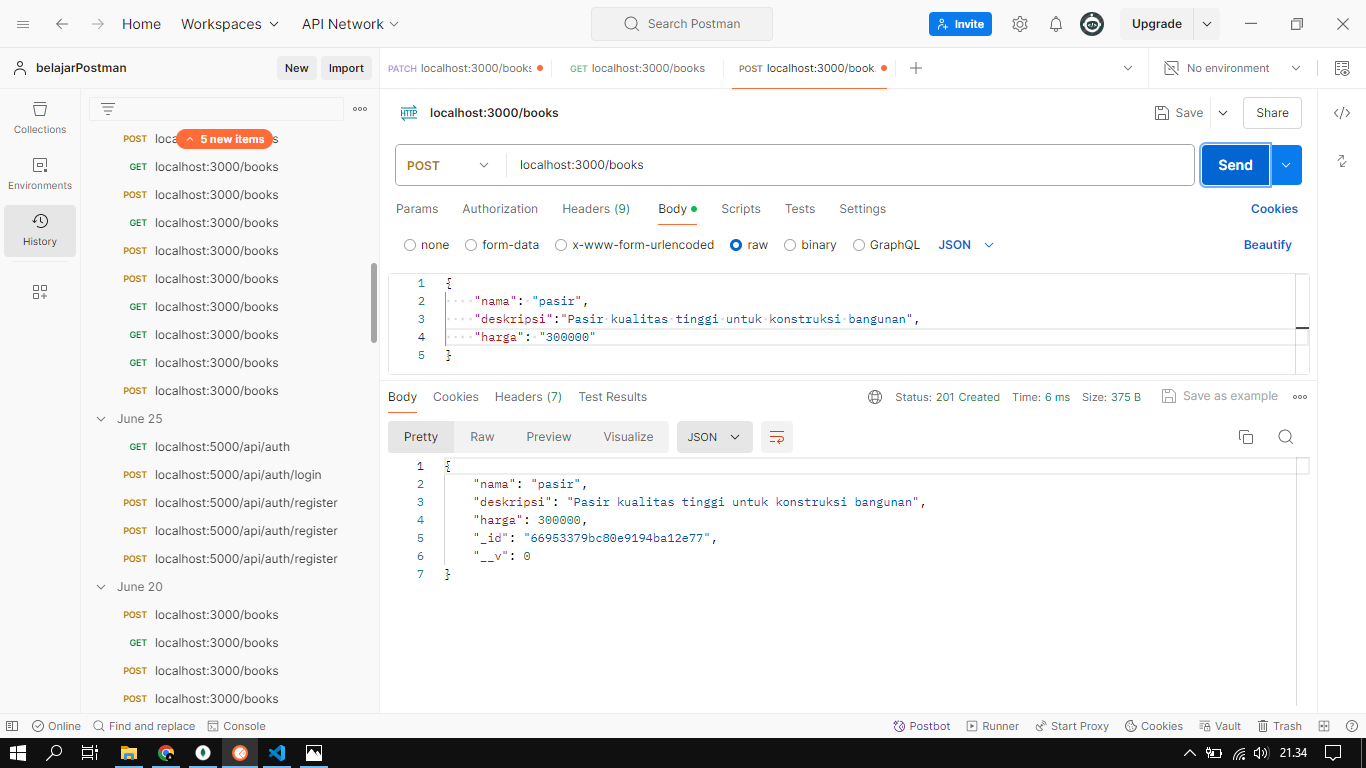 Home Workspaces API Network Search Postman Invite Upgrade
belajarPostman New Import PATCH localhost:3000/books GET localhost:3000/books POST localhost:3000/book. No environment
Collections
Environments
History
POST loca 5 new items s
GET localhost:3000/books
POST localhost:3000/books
GET localhost:3000/books
POST localhost:3000/books
POST localhost:3000/books
GET localhost:3000/books
GET localhost:3000/books
GET localhost:3000/books
POST localhost:3000/books
June 25
GET localhost:5000/api/auth
POST localhost:5000/api/auth/login
POST localhost:5000/api/auth/register
POST localhost:5000/api/auth/register
POST localhost:5000/api/auth/register
June 20
POST localhost:3000/books
GET localhost:3000/books
POST localhost:3000/books
POST localhost:3000/books
HTTP localhost:3000/books Save Share
POST localhost:3000/books Send
Params Authorization Headers (9) Body Scripts Tests Settings Cookies
none form-data x-www-form-urlencoded raw binary GraphQL JSON Beautify
1 {
2 "nama": "pasir",
3 "deskripsi":"Pasir kualitas tinggi untuk konstruksi bangunan",
4 "harga": "300000"
5 }
Body Cookies Headers (7) Test Results Status: 201 Created Time: 6 ms Size: 375 B Save as example
Pretty Raw Preview Visualize JSON
1 {
2 "nama": "pasir",
3 "deskripsi": "Pasir kualitas tinggi untuk konstruksi bangunan",
4 "harga": 300000,
5 "_id": "66953379bc80e9194ba12e77",
6 "__v": 0
7 }
Online Find and replace Console Postbot Runner Start Proxy Cookies Vault Trash
21.34